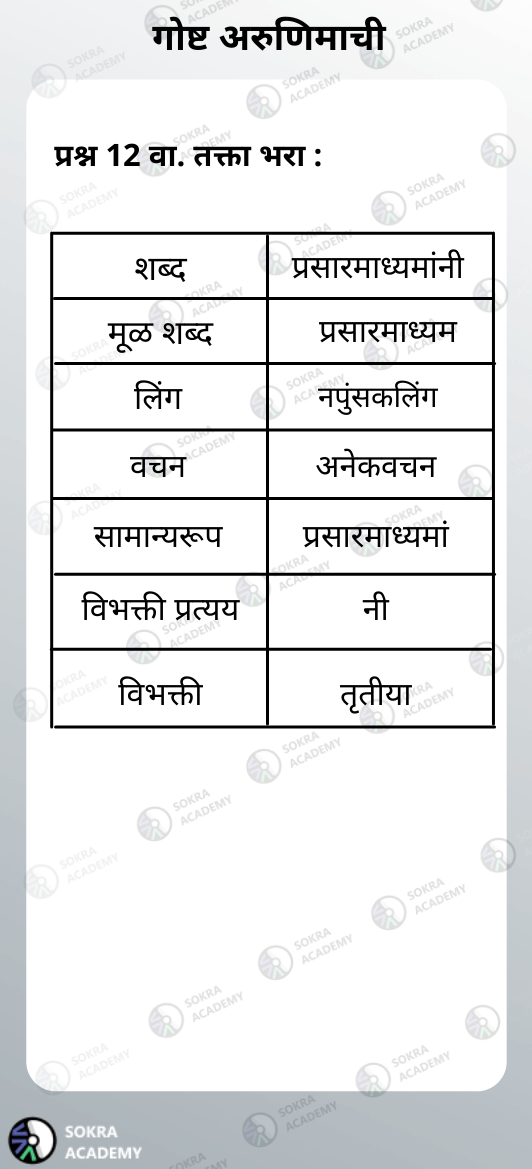 गोष्ट अरुणिमाची
प्रश्न 12 वा. तक्ता भरा :
शब्द प्रसारमाध्यमांनी
मूळ शब्द प्रसारमाध्यम
लिंग नपुंसकलिंग
वचन अनेकवचन
सामान्यरूप प्रसारमाध्यमां
विभक्ती प्रत्यय नी
विभक्ती तृतीया
SOKRA
ACADEMY